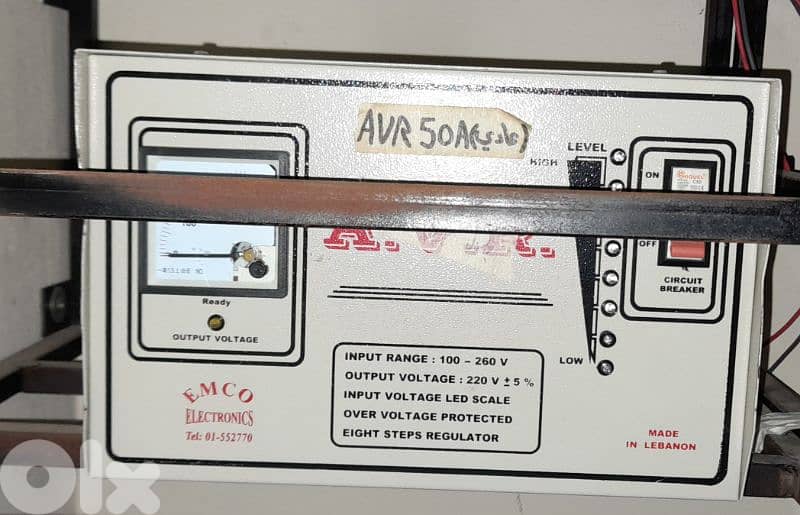 AVR 50A(عادي)
LEVEL
HIGH
ON
A.V.R.
OFF
CIRCUIT
BREAKER
Ready
OUTPUT VOLTAGE
LOW
INPUT RANGE : 100 – 260 V
OUTPUT VOLTAGE : 220 V ± 5 %
INPUT VOLTAGE LED SCALE
OVER VOLTAGE PROTECTED
EIGHT STEPS REGULATOR
EMCO
ELECTRONICS
Tel: 01-552770
MADE
IN LEBANON
olx